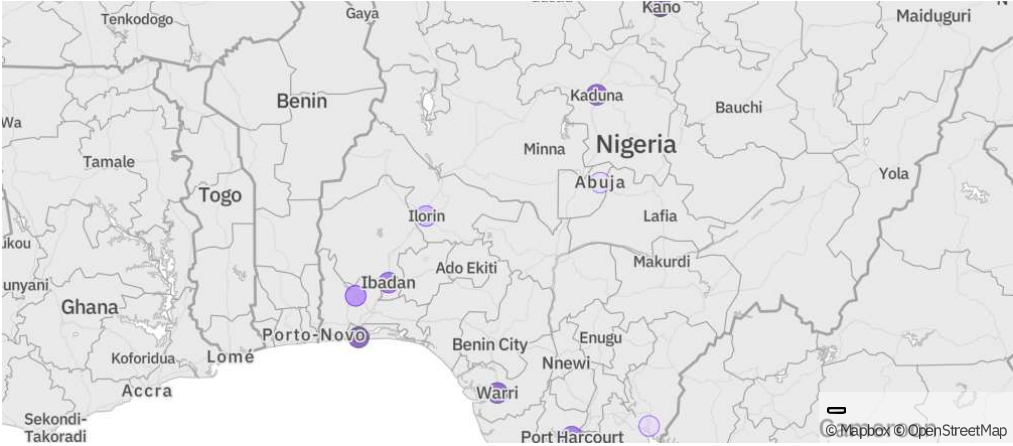 Tenkodogo
Gaya
Kano
Maiduguri
N
Benin
Kaduna
Bauchi
Wa
Nigeria
Minna
Tamale
Yola
Togo
Abuja
Ilorin
Lafia
Makurdi
Ado Ekiti
Ibadan
Ghana
Porto-Novo
Enugu
Benin City
Koforidua
Lomé
Nnewi
Accra
Warri
Sekondi-
Takoradi
Port Harcourt
Cameroon
© Mapbox © OpenStreetMap